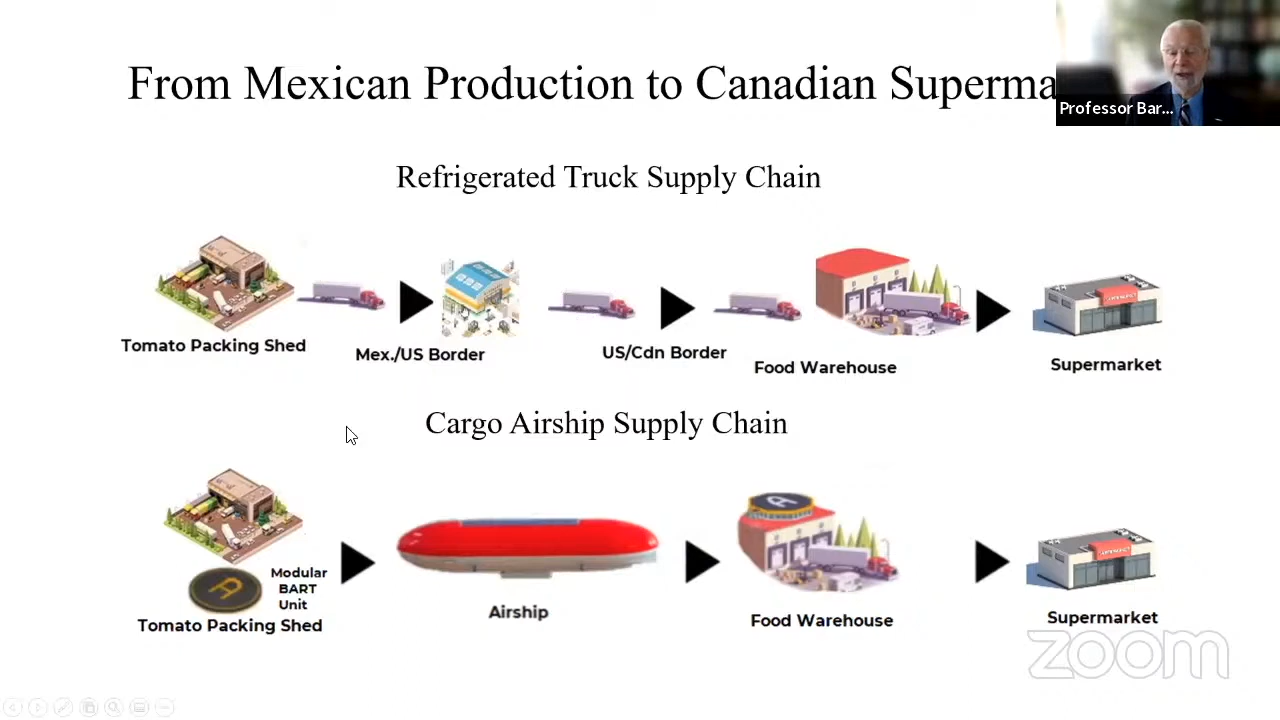 From Mexican Production to Canadian Superma
Professor Bar...
Refrigerated Truck Supply Chain
Tomato Packing Shed
Mex./US Border
US/Cdn Border
Food Warehouse
Supermarket
Cargo Airship Supply Chain
Modular
BART
Unit
Tomato Packing Shed
Airship
Food Warehouse
Supermarket
zoom